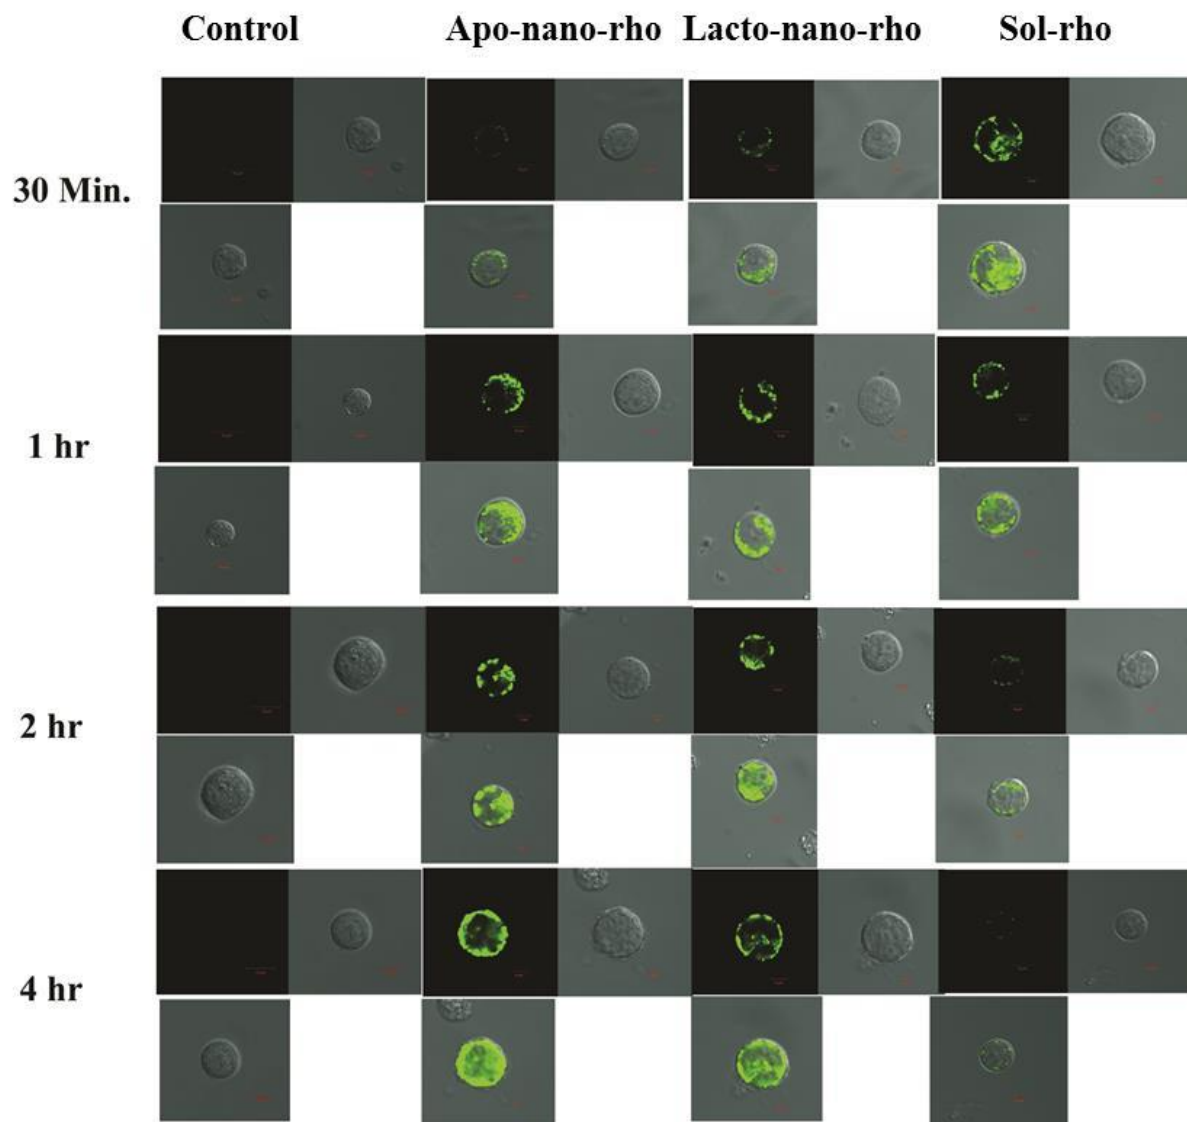 Control Apo-nano-rho Lacto-nano-rho Sol-rho
30 Min.
1 hr
2 hr
4 hr